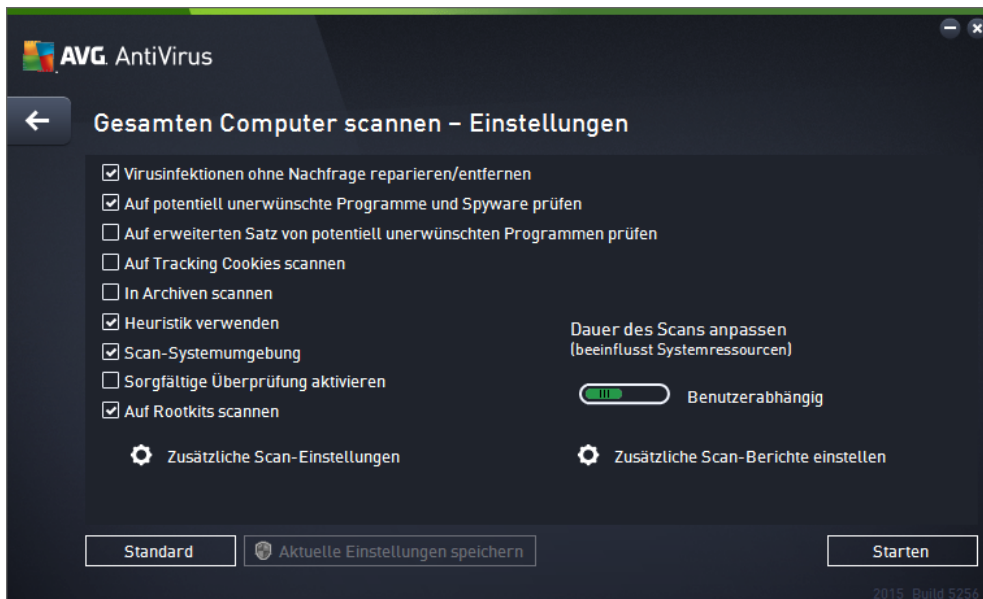 AVG. AntiVirus
Gesamten Computer scannen – Einstellungen
Virusinfektionen ohne Nachfrage reparieren/entfernen
Auf potentiell unerwünschte Programme und Spyware prüfen
Auf erweiterten Satz von potentiell unerwünschten Programmen prüfen
Auf Tracking Cookies scannen
In Archiven scannen
Heuristik verwenden
Scan-Systemumgebung
Sorgfältige Überprüfung aktivieren
Auf Rootkits scannen
Dauer des Scans anpassen
(beeinflusst Systemressourcen)
Benutzerabhängig
Zusätzliche Scan-Einstellungen
Zusätzliche Scan-Berichte einstellen
Standard
Aktuelle Einstellungen speichern
Starten
2015 Build 5256